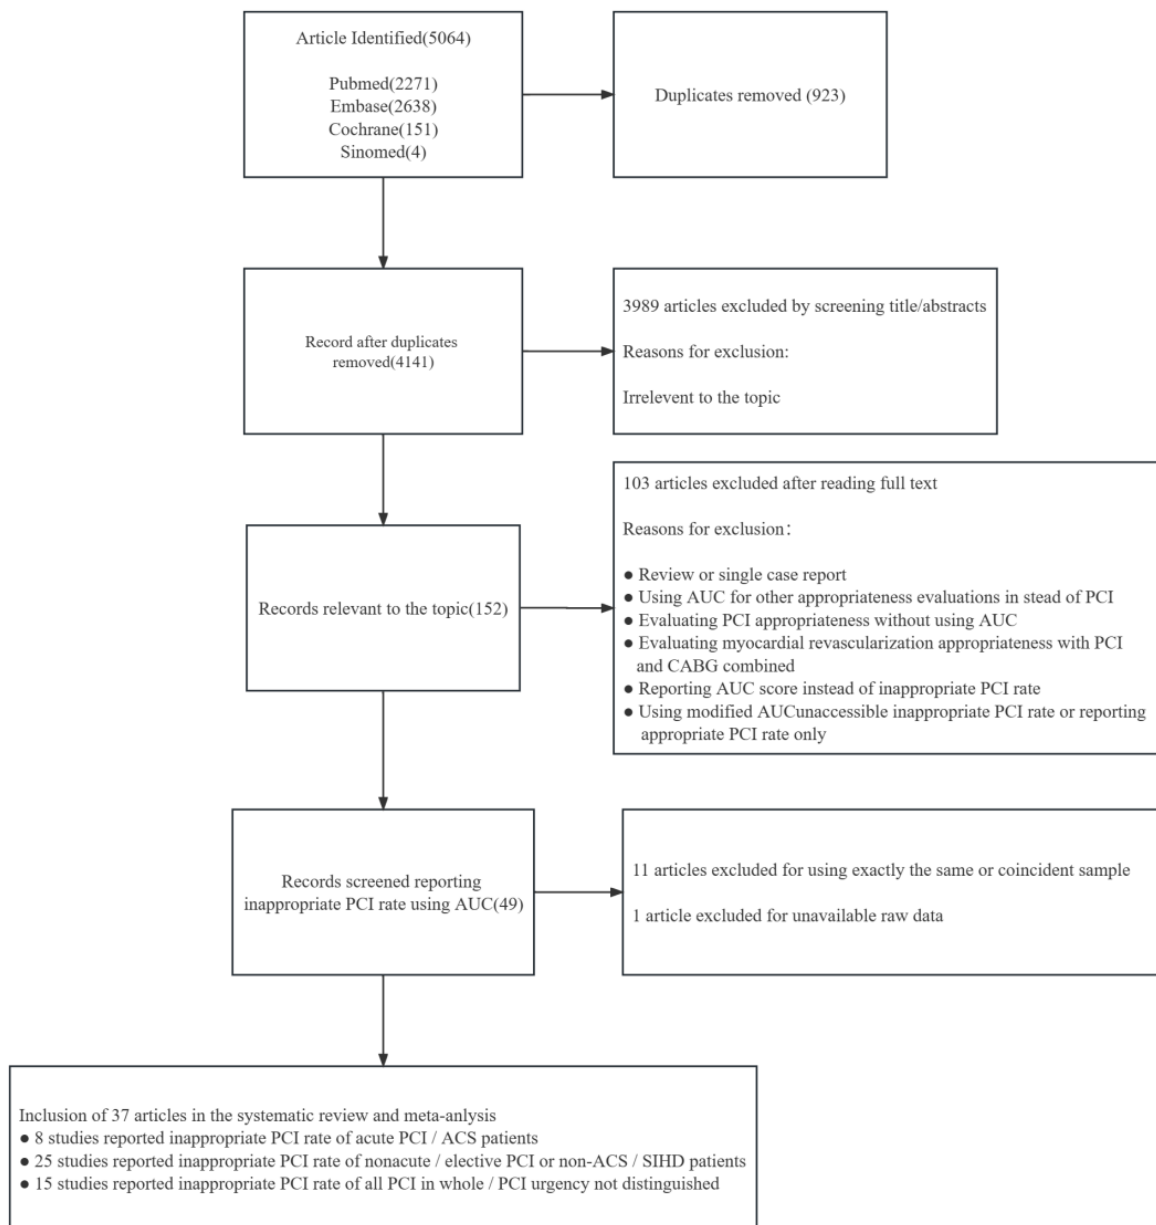 Article Identified(5064)
Pubmed(2271)
Embase(2638)
Cochrane(151)
Sinomed(4)
Duplicates removed (923)
Record after duplicates
removed(4141)
3989 articles excluded by screening title/abstracts
Reasons for exclusion:
Irrelevent to the topic
Records relevant to the topic(152)
103 articles excluded after reading full text
Reasons for exclusion：
● Review or single case report
● Using AUC for other appropriateness evaluations in stead of PCI
● Evaluating PCI appropriateness without using AUC
● Evaluating myocardial revascularization appropriateness with PCI
and CABG combined
● Reporting AUC score instead of inappropriate PCI rate
● Using modified AUCunaccessible inappropriate PCI rate or reporting
appropriate PCI rate only
Records screened reporting
inappropriate PCI rate using AUC(49)
11 articles excluded for using exactly the same or coincident sample
1 article excluded for unavailable raw data
Inclusion of 37 articles in the systematic review and meta-anlysis
● 8 studies reported inappropriate PCI rate of acute PCI / ACS patients
● 25 studies reported inappropriate PCI rate of nonacute / elective PCI or non-ACS / SIHD patients
● 15 studies reported inappropriate PCI rate of all PCI in whole / PCI urgency not distinguished